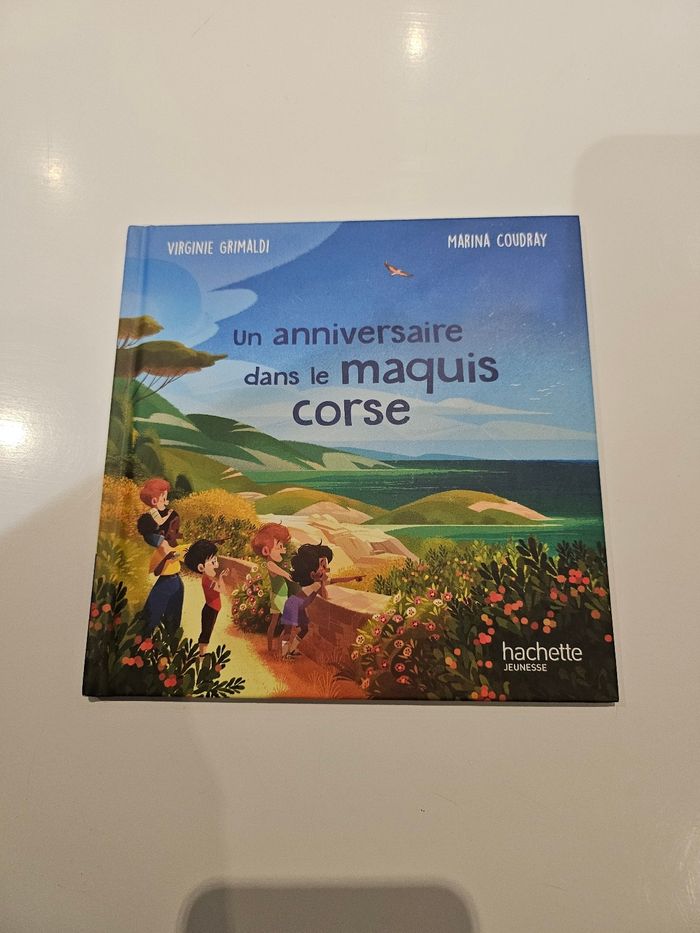 VIRGINIE GRIMALDI
MARINA COUDRAY
Un anniversaire
dans le maquis
corse
hachette
JEUNESSE